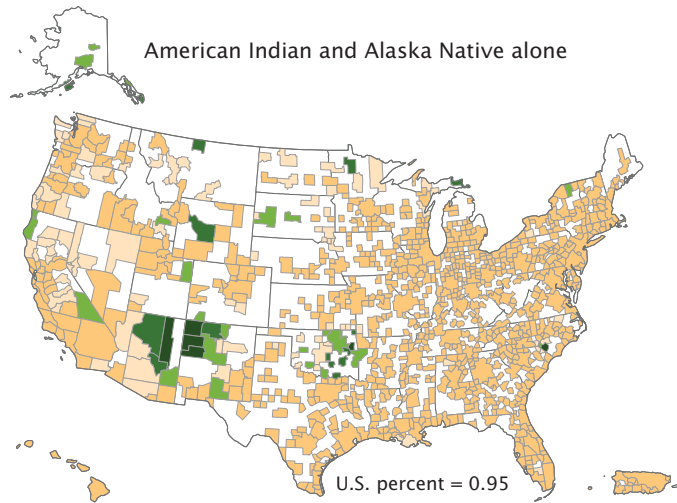 American Indian and Alaska Native alone
U.S. percent = 0.95